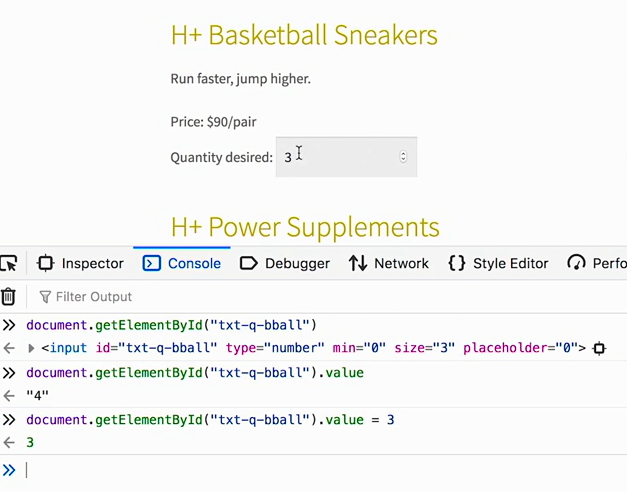 H+ Basketball Sneakers
Run faster, jump higher.
Price: $90/pair
Quantity desired: 3
H+ Power Supplements
Inspector Console Debugger Network {} Style Editor Perfo
Filter Output
» document.getElementById("txt-q-bball")
← ▶ <input id="txt-q-bball" type="number" min="0" size="3" placeholder="0">
» document.getElementById("txt-q-bball").value
← "4"
» document.getElementById("txt-q-bball").value = 3
← 3
»